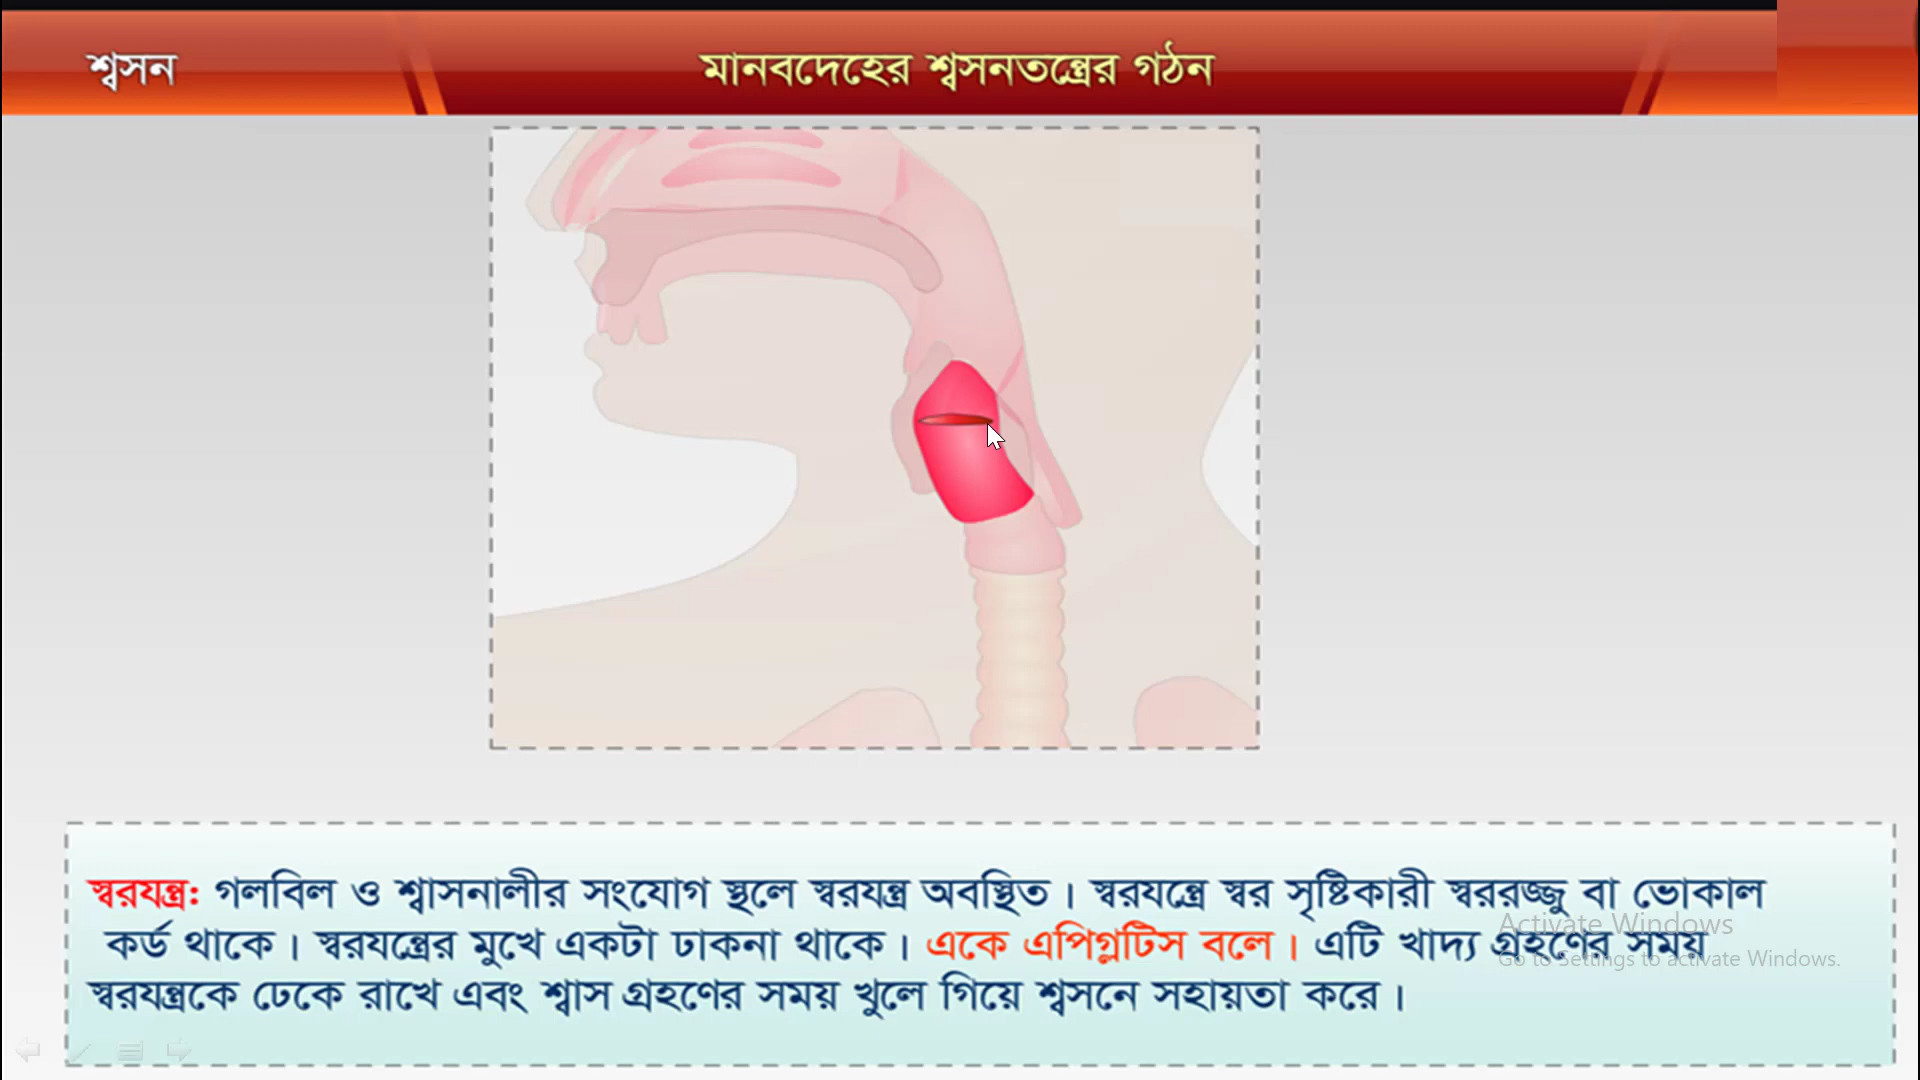 শ্বসন
মানবদেহের শ্বসনতন্ত্রের গঠন
স্বরযন্ত্র: গলবিল ও শ্বাসনালীর সংযোগ স্থলে স্বরযন্ত্র অবস্থিত। স্বরযন্ত্রে স্বর সৃষ্টিকারী স্বররজ্জু বা ভোকাল
কর্ড থাকে। স্বরযন্ত্রের মুখে একটা ঢাকনা থাকে। একে এপিগ্লটিস বলে। এটি খাদ্য গ্রহণের সময়
স্বরযন্ত্রকে ঢেকে রাখে এবং শ্বাস গ্রহণের সময় খুলে গিয়ে শ্বসনে সহায়তা করে।
Activate Windows
Go to Settings to activate Windows.